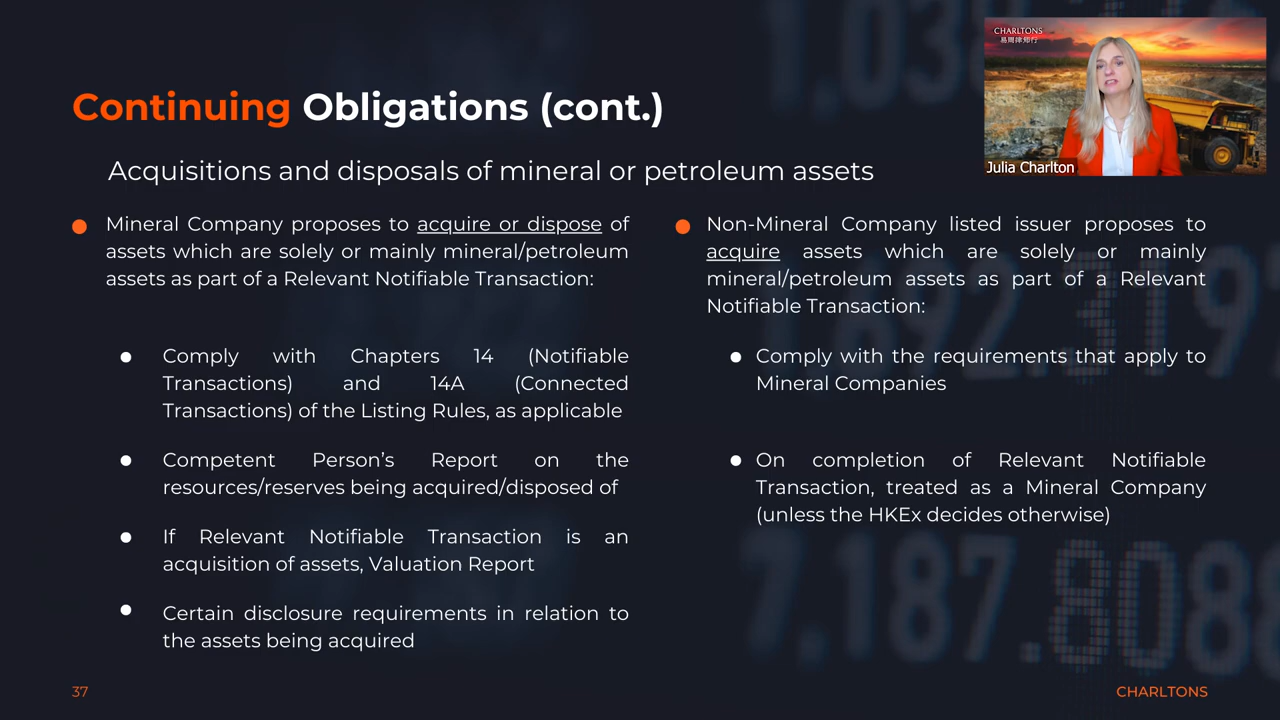 CHARLTONS
易周律师行
Julia Charlton
Continuing Obligations (cont.)
Acquisitions and disposals of mineral or petroleum assets
Mineral Company proposes to acquire or dispose of
assets which are solely or mainly mineral/petroleum
assets as part of a Relevant Notifiable Transaction:
Comply with Chapters 14 (Notifiable
Transactions) and 14A (Connected
Transactions) of the Listing Rules, as applicable
Competent Person’s Report on the
resources/reserves being acquired/disposed of
If Relevant Notifiable Transaction is an
acquisition of assets, Valuation Report
Certain disclosure requirements in relation to
the assets being acquired
Non-Mineral Company listed issuer proposes to
acquire assets which are solely or mainly
mineral/petroleum assets as part of a Relevant
Notifiable Transaction:
Comply with the requirements that apply to
Mineral Companies
On completion of Relevant Notifiable
Transaction, treated as a Mineral Company
(unless the HKEx decides otherwise)
37
CHARLTONS